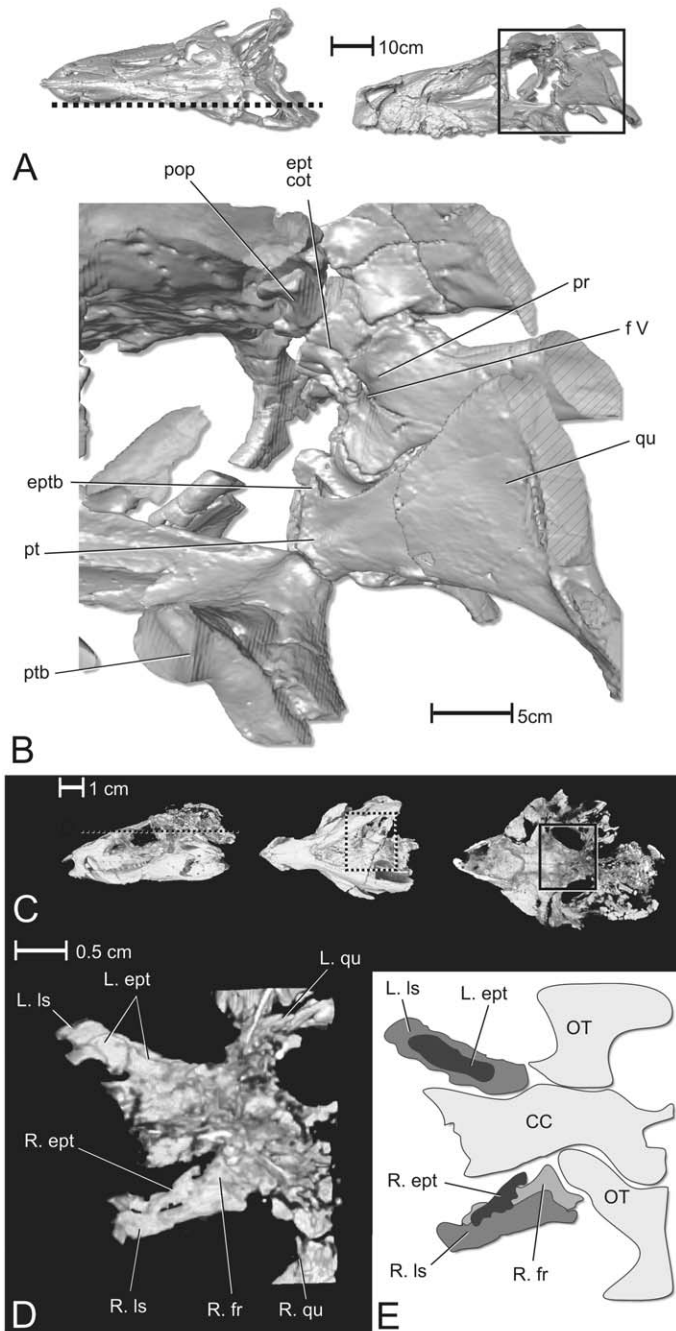 10cm
A
pop
ept
cot
pr
f V
qu
eptb
pt
ptb
5cm
B
1 cm
C
0.5 cm
L. qu
L. ept
L. ls
R. ept
R. ls
R. fr
R. qu
D
L. ls
L. ept
OT
CC
R. ept
OT
R. ls
R. fr
E